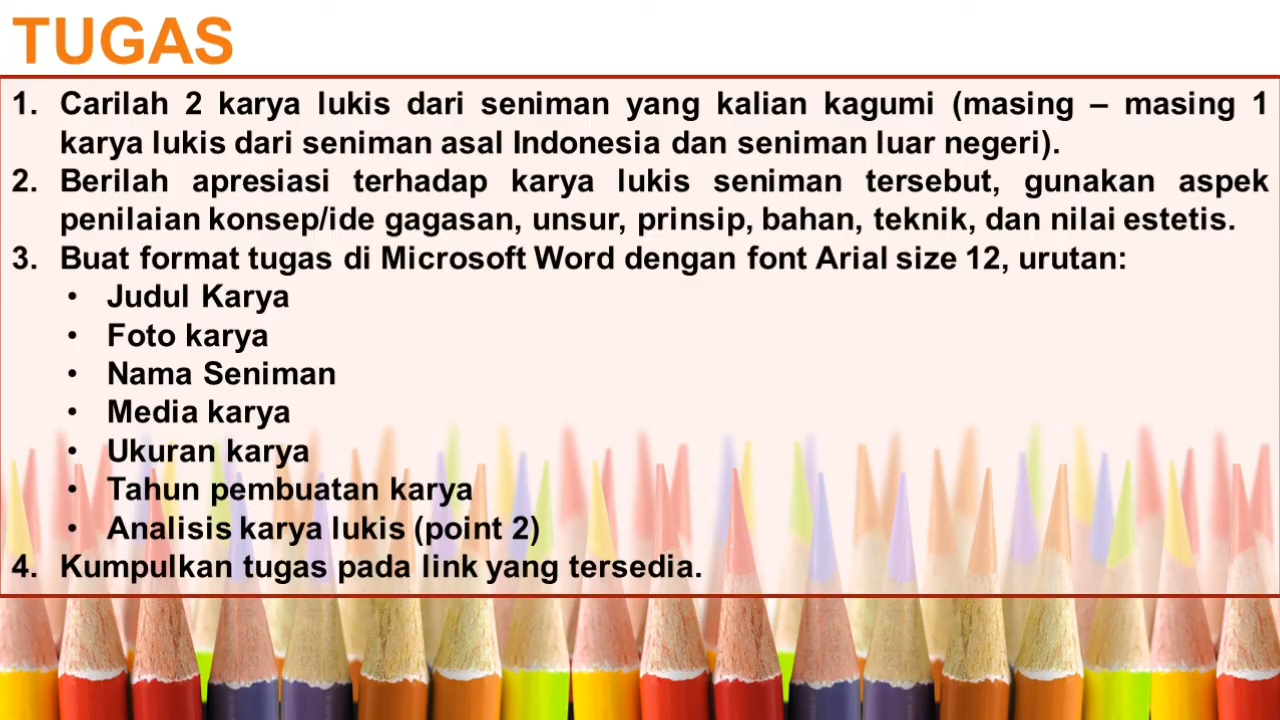 TUGAS
1. Carilah 2 karya lukis dari seniman yang kalian kagumi (masing – masing 1
karya lukis dari seniman asal Indonesia dan seniman luar negeri).
2. Berilah apresiasi terhadap karya lukis seniman tersebut, gunakan aspek
penilaian konsep/ide gagasan, unsur, prinsip, bahan, teknik, dan nilai estetis.
3. Buat format tugas di Microsoft Word dengan font Arial size 12, urutan:
• Judul Karya
• Foto karya
• Nama Seniman
• Media karya
• Ukuran karya
• Tahun pembuatan karya
• Analisis karya lukis (point 2)
4. Kumpulkan tugas pada link yang tersedia.